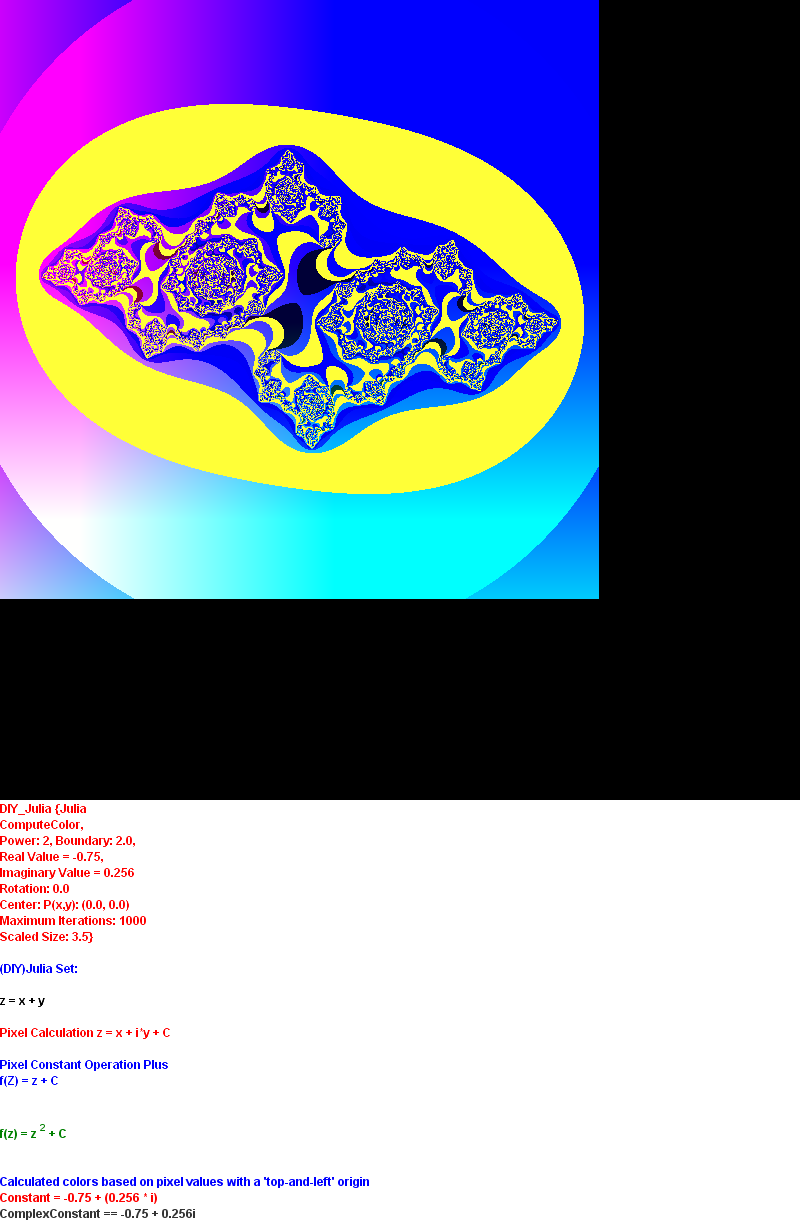 DIY_Julia {Julia
ComputeColor,
Power: 2, Boundary: 2.0,
Real Value = -0.75,
Imaginary Value = 0.256
Rotation: 0.0
Center: P(x,y): (0.0, 0.0)
Maximum Iterations: 1000
Scaled Size: 3.5}
(DIY)Julia Set:
z = x + y
Pixel Calculation z = x + i*y + C
Pixel Constant Operation Plus
f(Z) = z + C
f(z) = z ² + C
Calculated colors based on pixel values with a 'top-and-left' origin
Constant = -0.75 + (0.256 * i)
ComplexConstant == -0.75 + 0.256i